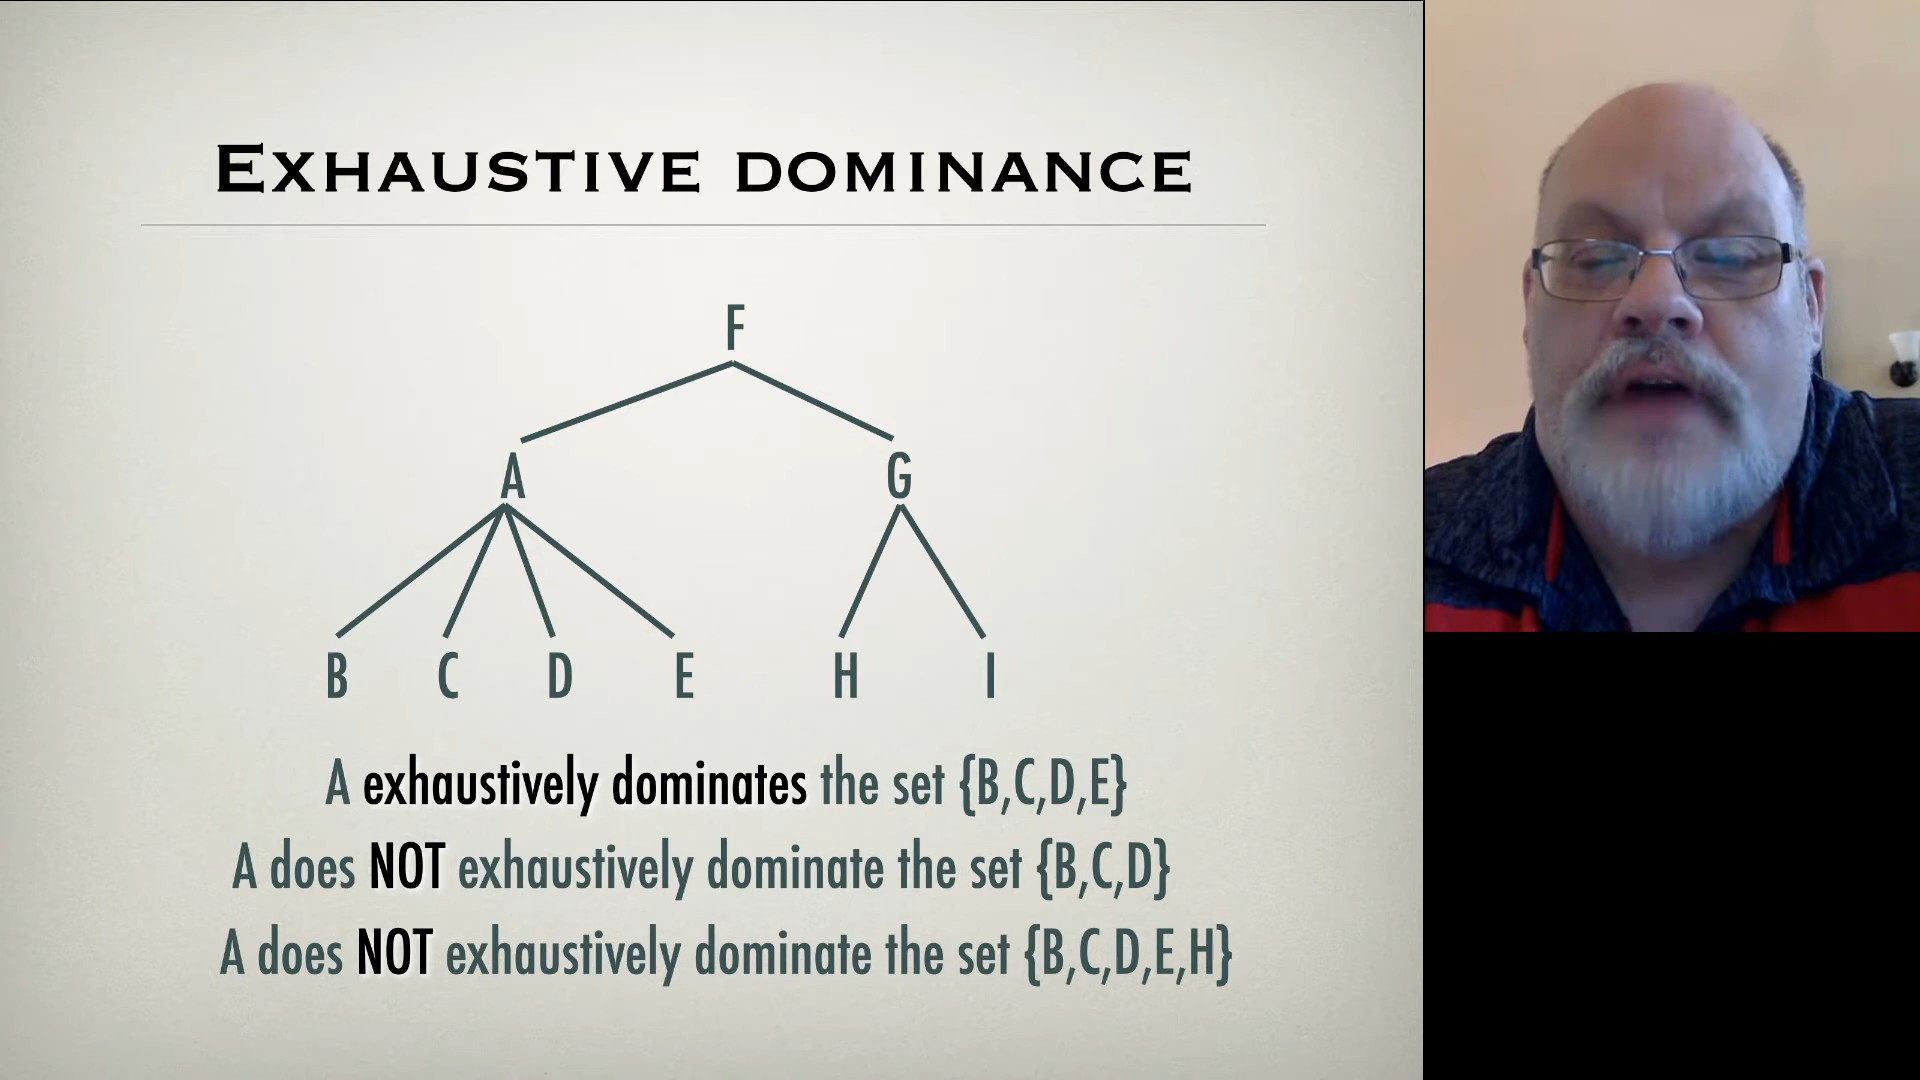 EXHAUSTIVE DOMINANCE
F
A G
B C D E H I
A exhaustively dominates the set {B,C,D,E}
A does NOT exhaustively dominate the set {B,C,D}
A does NOT exhaustively dominate the set {B,C,D,E,H}